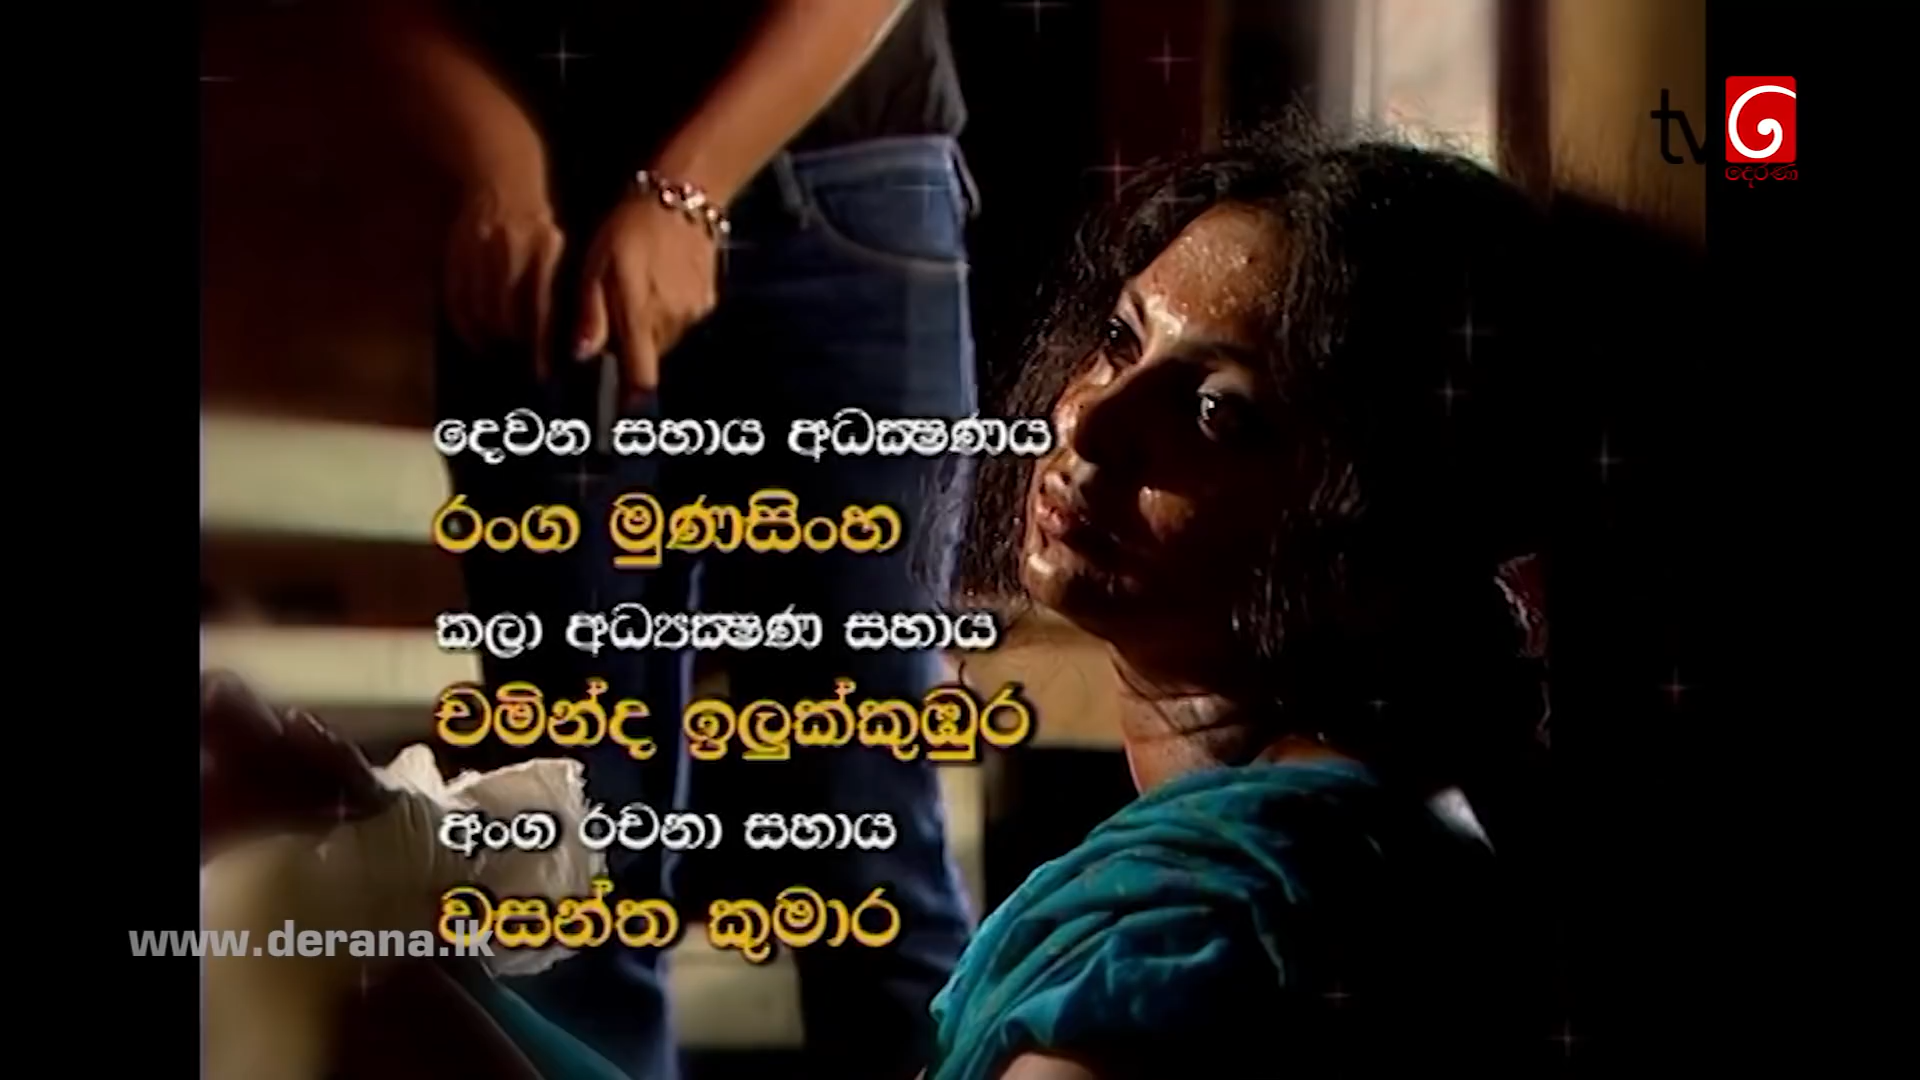 tv
දෙරණ
දෙවන සහාය අධ්‍යක්ෂණය
රංග මුණසිංහ
කලා අධ්‍යක්ෂණ සහාය
චමින්ද ඉලුක්කුඹුර
අංග රචනා සහාය
වසන්ත කුමාර
www.derana.lk